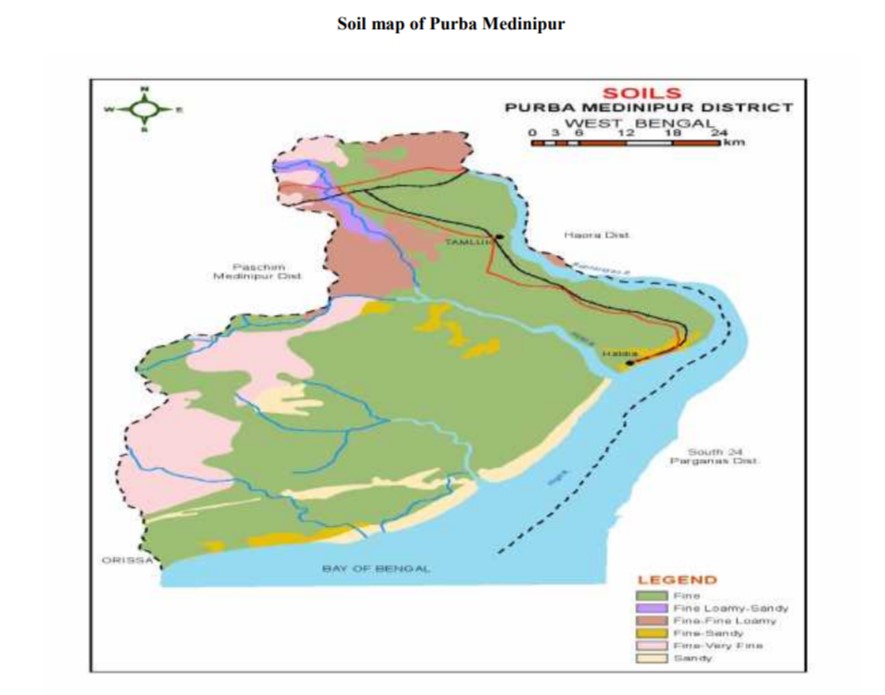 Soil map of Purba Medinipur
N
W
E
S
SOILS
PURBA MEDINIPUR DISTRICT
WEST BENGAL
0 3 6 12 18 24
km
Haora Dist.
TAMLUK
Paschim
Medinipur Dist.
Haldia
South 24
Parganas Dist.
ORISSA
BAY OF BENGAL
LEGEND
Fine
Fine Loamy-Sandy
Fine-Fine Loamy
Fine-Sandy
Fine-Very Fine
Sandy